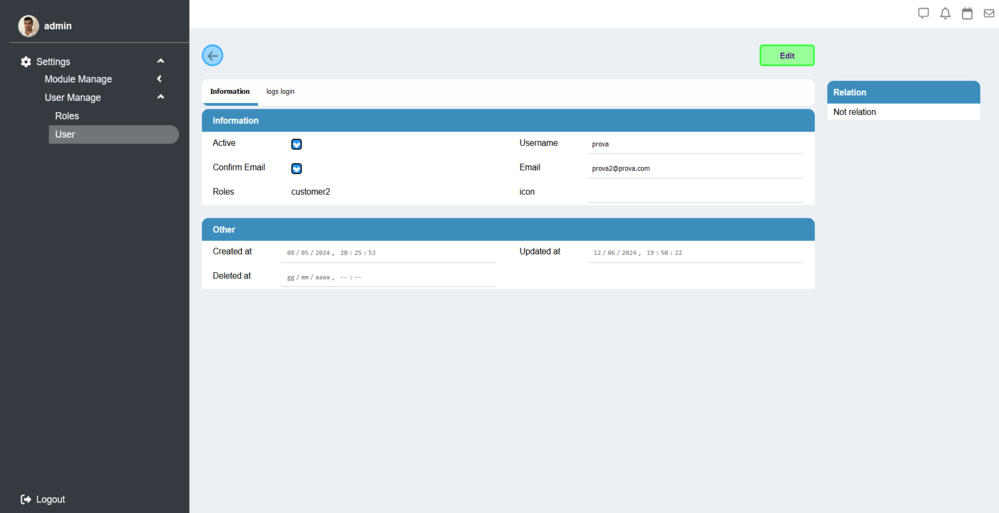 admin
Settings
Module Manage
User Manage
Roles
User
Logout
Edit
Information
logs login
Information
Active
Username
prova
Confirm Email
Email
prova2@prova.com
Roles
customer2
icon
Other
Created at
08/05/2024, 20:25:53
Updated at
12/06/2024, 19:50:22
Deleted at
gg/mm/aaaa, --:--
Relation
Not relation